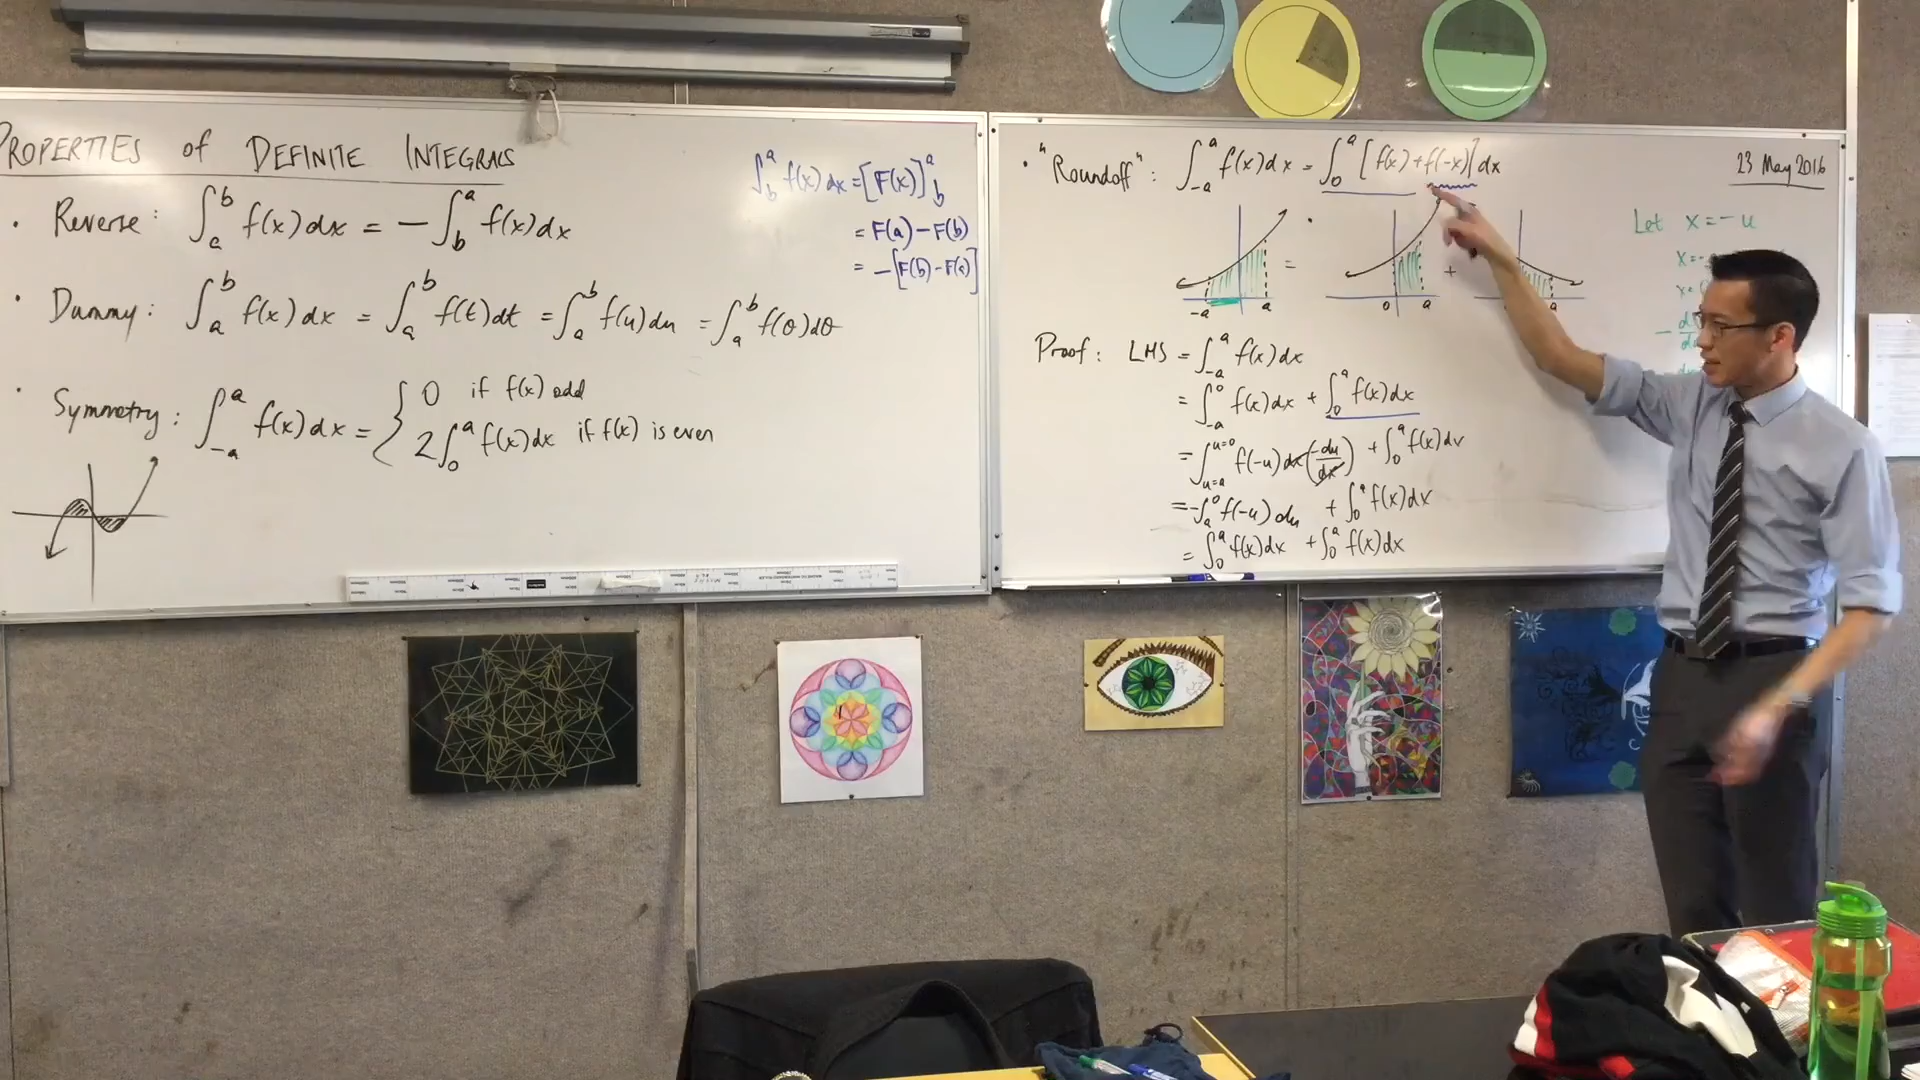 PROPERTIES of DEFINITE INTEGRALS
• Reverse: ∫_a^b f(x)dx = −∫_b^a f(x)dx
∫_b^a f(x)dx = [F(x)]_b^a
= F(a) − F(b)
= −[F(b) − F(a)]
• Dummy: ∫_a^b f(x)dx = ∫_a^b f(t)dt = ∫_a^b f(u)du = ∫_a^b f(θ)dθ
• Symmetry: ∫_{-a}^a f(x)dx = { 0 if f(x) odd
2∫_0^a f(x)dx if f(x) is even
• "Roundoff": ∫_{-a}^a f(x)dx = ∫_0^a [f(x) + f(-x)]dx
23 May 2016
-a a = 0 a + a
Proof: LHS = ∫_{-a}^a f(x)dx
= ∫_{-a}^0 f(x)dx + ∫_0^a f(x)dx
= ∫_{u=a}^{u=0} f(-u)dx(-du/dx) + ∫_0^a f(x)dx
= -∫_a^0 f(-u)du + ∫_0^a f(x)dx
= ∫_0^a f(x)dx + ∫_0^a f(x)dx
Let x = -u